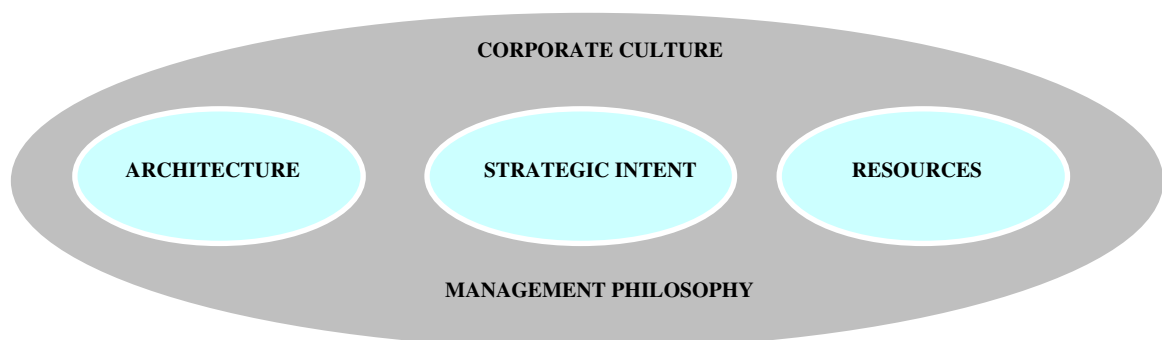 CORPORATE CULTURE
ARCHITECTURE
STRATEGIC INTENT
RESOURCES
MANAGEMENT PHILOSOPHY